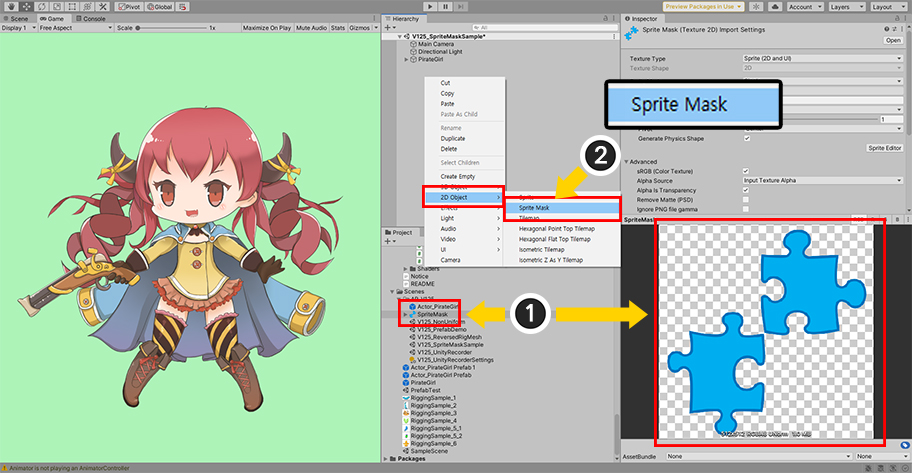 Pivot
Global
Preview Packages in Use
Account
Layers
Layout
Scene
Game
Console
Display 1
Free Aspect
Scale
1x
Maximize On Play
Mute Audio
Stats
Gizmos
Hierarchy
All
V125_SpriteMaskSample*
Main Camera
Directional Light
PirateGirl
Cut
Copy
Paste
Paste As Child
Rename
Duplicate
Delete
Select Children
Create Empty
3D Object
2D Object
Effects
Light
Audio
Video
UI
Camera
Sprite
Sprite Mask
Tilemap
Hexagonal Point Top Tilemap
Hexagonal Flat Top Tilemap
Isometric Tilemap
Isometric Z As Y Tilemap
2
Sprite Mask
1
Project
Shaders
Notice
README
Scenes
Actor_PirateGirl
SpriteMask
V125_NonUniform
V125_PrefabDemo
V125_ReversedRigMesh
V125_SpriteMaskSample
V125_UnityRecorder
V125_UnityRecorderSettings
Actor_PirateGirl Prefab 1
Actor_PirateGirl Prefab
PirateGirl
PrefabTest
RiggingSample_1
RiggingSample_2
RiggingSample_3
RiggingSample_4
RiggingSample_5_1
RiggingSample_5_2
RiggingSample_6
SampleScene
Packages
Inspector
Sprite Mask (Texture 2D) Import Settings
Open
Texture Type
Sprite (2D and UI)
Texture Shape
2D
1
Generate Physics Shape
Sprite Editor
Advanced
sRGB (Color Texture)
Alpha Source
Input Texture Alpha
Alpha Is Transparency
Remove Matte (PSD)
Ignore PNG file gamma
AssetBundle
None
None
Animator is not playing an AnimatorController